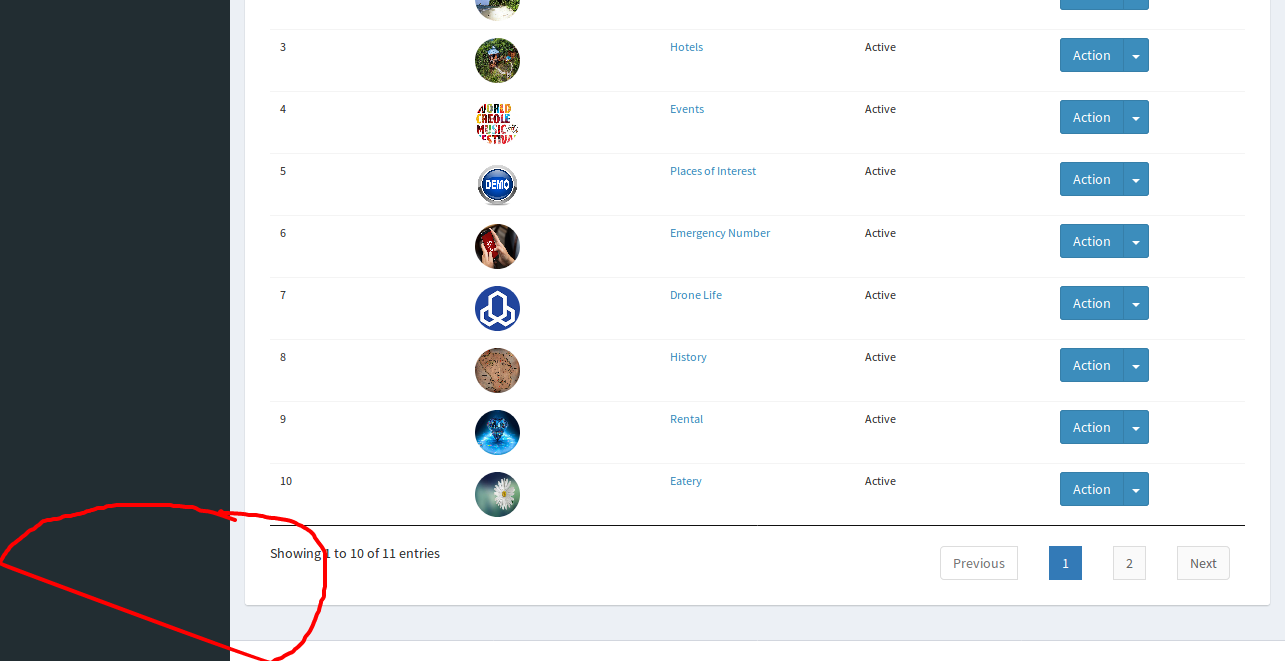 3 Hotels Active Action
4 WORLD CREOLE MUSIC FESTIVAL Events Active Action
5 DEMO Places of Interest Active Action
6 Emergency Number Active Action
7 Drone Life Active Action
8 History Active Action
9 Rental Active Action
10 Eatery Active Action
Showing 1 to 10 of 11 entries Previous 1 2 Next